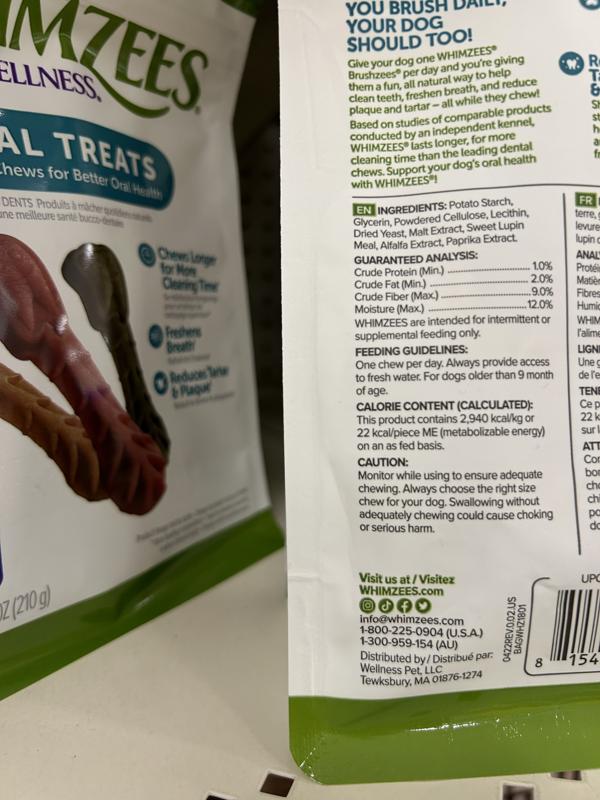 IMZEES
ELLNESS.
AL TREATS
Chews for Better Oral Health
DENTS Produits à mâcher quotidiens naturels
une meilleure santé bucco-dentaire
Chews Longer
for More
Cleaning Time
Freshens
Breath
Reduces Tartar
& Plaque
OZ (210 g)
YOU BRUSH DAILY,
YOUR DOG
SHOULD TOO!
Give your dog one WHIMZEES®
Brushzees® per day and you're giving
them a fun, all natural way to help
clean teeth, freshen breath, and reduce
plaque and tartar – all while they chew!
Based on studies of comparable products
conducted by an independent kennel,
WHIMZEES® lasts longer, for more
cleaning time than the leading dental
chews. Support your dog's oral health
with WHIMZEES®!
EN INGREDIENTS: Potato Starch,
Glycerin, Powdered Cellulose, Lecithin,
Dried Yeast, Malt Extract, Sweet Lupin
Meal, Alfalfa Extract, Paprika Extract.
GUARANTEED ANALYSIS:
Crude Protein (Min.) 1.0%
Crude Fat (Min.) 2.0%
Crude Fiber (Max.) 9.0%
Moisture (Max.) 12.0%
WHIMZEES are intended for intermittent or
supplemental feeding only.
FEEDING GUIDELINES:
One chew per day. Always provide access
to fresh water. For dogs older than 9 month
of age.
CALORIE CONTENT (CALCULATED):
This product contains 2,940 kcal/kg or
22 kcal/piece ME (metabolizable energy)
on an as fed basis.
CAUTION:
Monitor while using to ensure adequate
chewing. Always choose the right size
chew for your dog. Swallowing without
adequately chewing could cause choking
or serious harm.
Visit us at / Visitez
WHIMZEES.com
info@whimzees.com
1-800-225-0904 (U.S.A.)
1-300-959-154 (AU)
Distributed by / Distribué par:
Wellness Pet, LLC
Tewksbury, MA 01876-1274
0422REV.0.02.US
BAGWHZ1801
UPC
8 154
FR
terre, g
levure
lupin c
ANAL
Protéi
Matiè
Fibres
Humic
WHIM
l'alime
LIGNE
Une g
de l'e
TENE
Ce p
22 k
sur l
ATT
Cor
bor
cho
chi
po
do